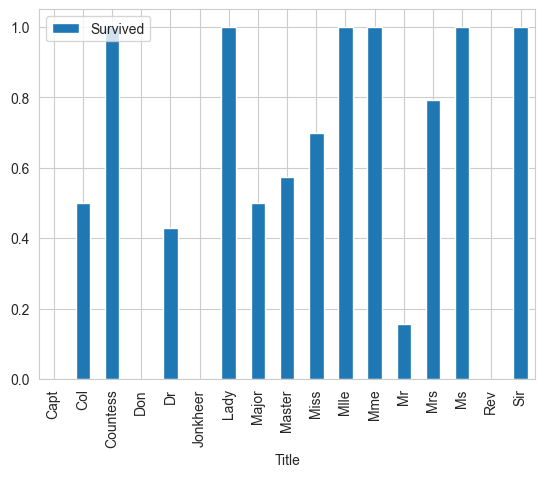 Survived
1.0
0.8
0.6
0.4
0.2
0.0
Capt
Col
Countess
Don
Dr
Jonkheer
Lady
Major
Master
Miss
Mlle
Mme
Mr
Mrs
Ms
Rev
Sir
Title